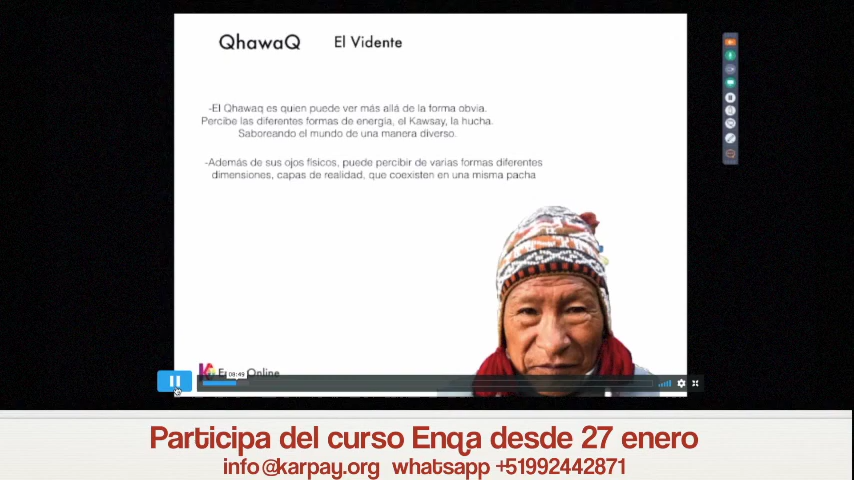 QhawaQ El Vidente
-El Qhawaq es quien puede ver más allá de la forma obvia.
Percibe las diferentes formas de energía, el Kawsay, la hucha.
Saboreando el mundo de una manera diverso.
-Además de sus ojos físicos, puede percibir de varias formas diferentes
dimensiones, capas de realidad, que coexisten en una misma pacha
08:49
Online
Participa del curso Enqa desde 27 enero
info@karpay.org whatsapp +51992442871